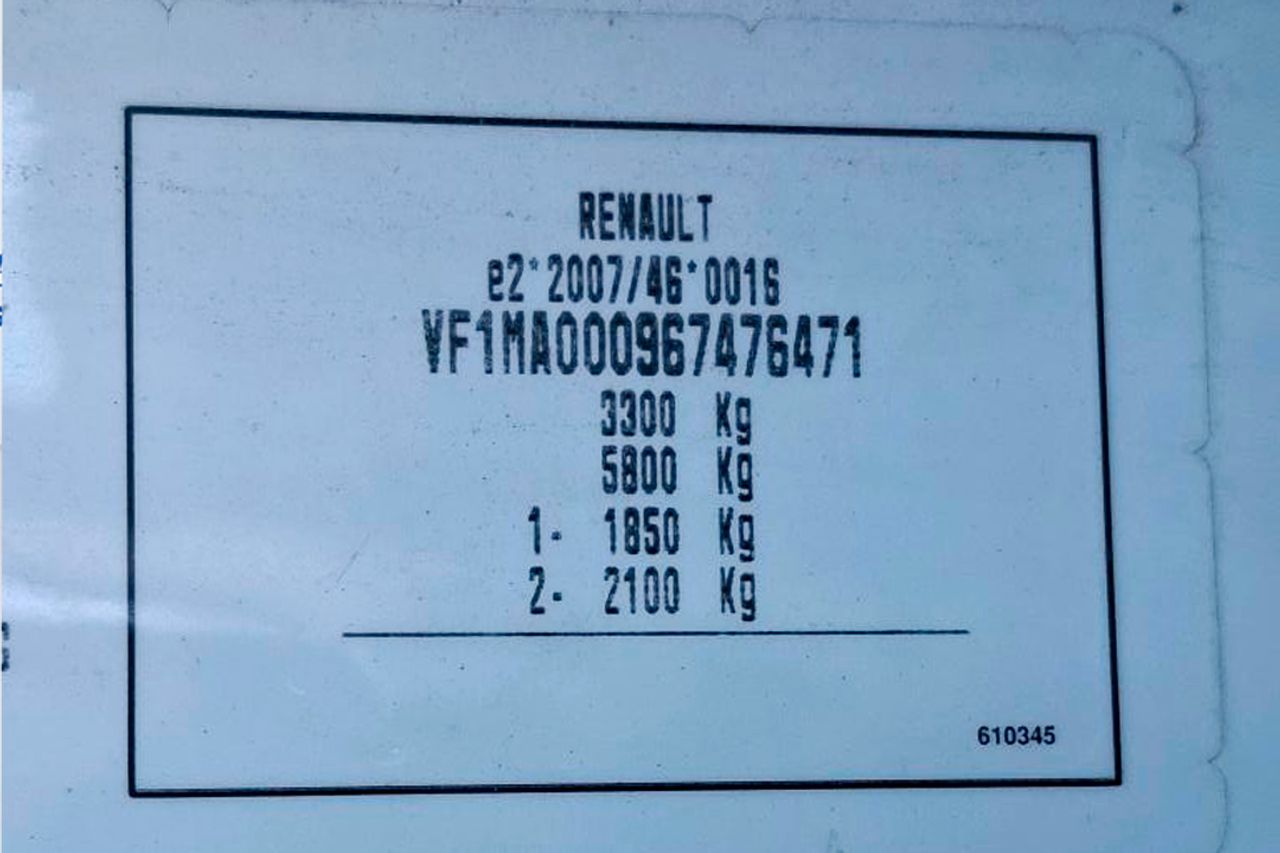 RENAULT
e2*2007/46*0016
VF1MA000967476471
3300 Kg
5800 Kg
1- 1850 Kg
2- 2100 Kg
610345